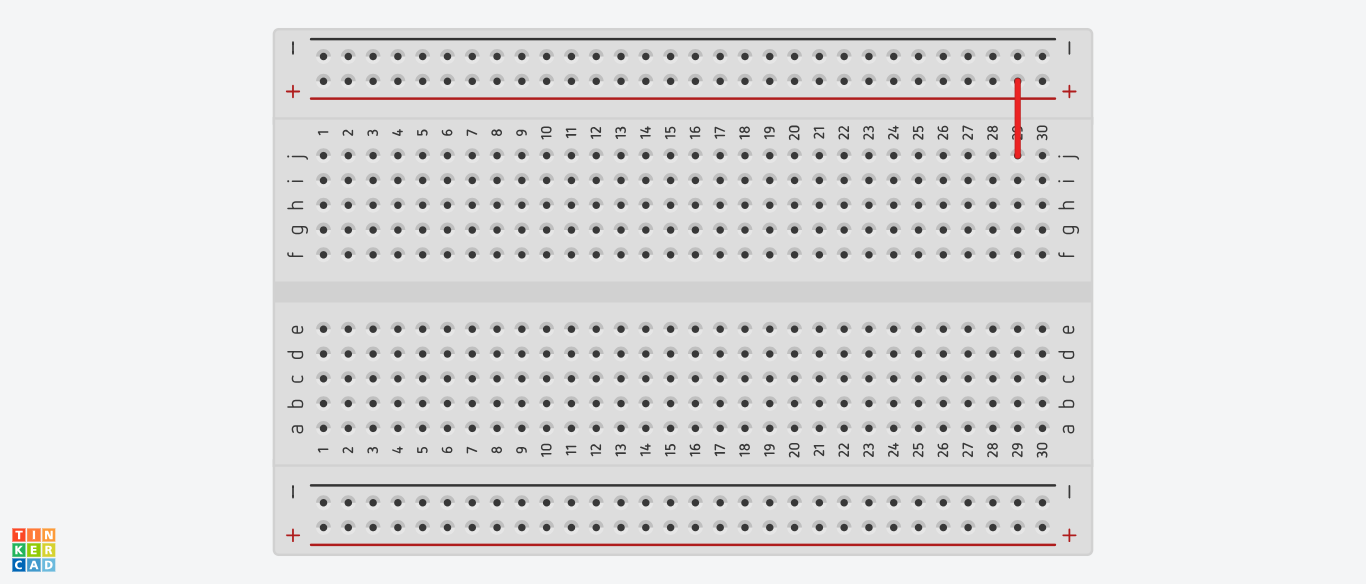 − −
+ +
1 2 3 4 5 6 7 8 9 10 11 12 13 14 15 16 17 18 19 20 21 22 23 24 25 26 27 28 29 30
j j
i i
h h
g g
f f
e e
d d
c c
b b
a a
1 2 3 4 5 6 7 8 9 10 11 12 13 14 15 16 17 18 19 20 21 22 23 24 25 26 27 28 29 30
− −
+ +
TIN
KER
CAD